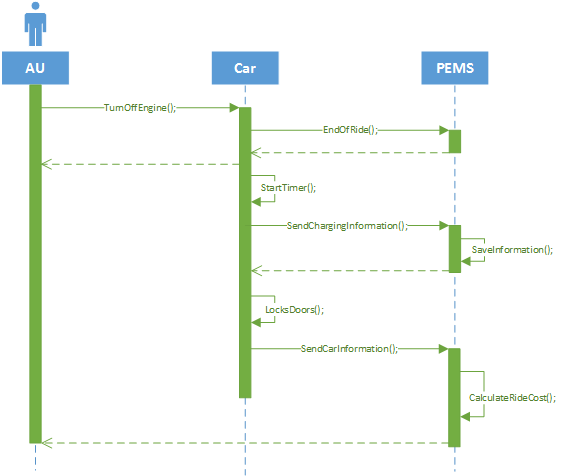 AU
Car
PEMS
TurnOffEngine();
EndOfRide();
StartTimer();
SendChargingInformation();
SaveInformation();
LocksDoors();
SendCarInformation();
CalculateRideCost();